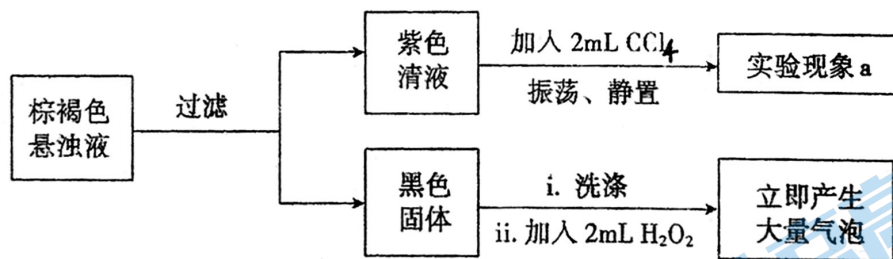 棕褐色
悬浊液
过滤
紫色
清液
加入 2mL CCl₄
振荡、静置
实验现象 a
黑色
固体
i. 洗涤
ii. 加入 2mL H₂O₂
立即产生
大量气泡